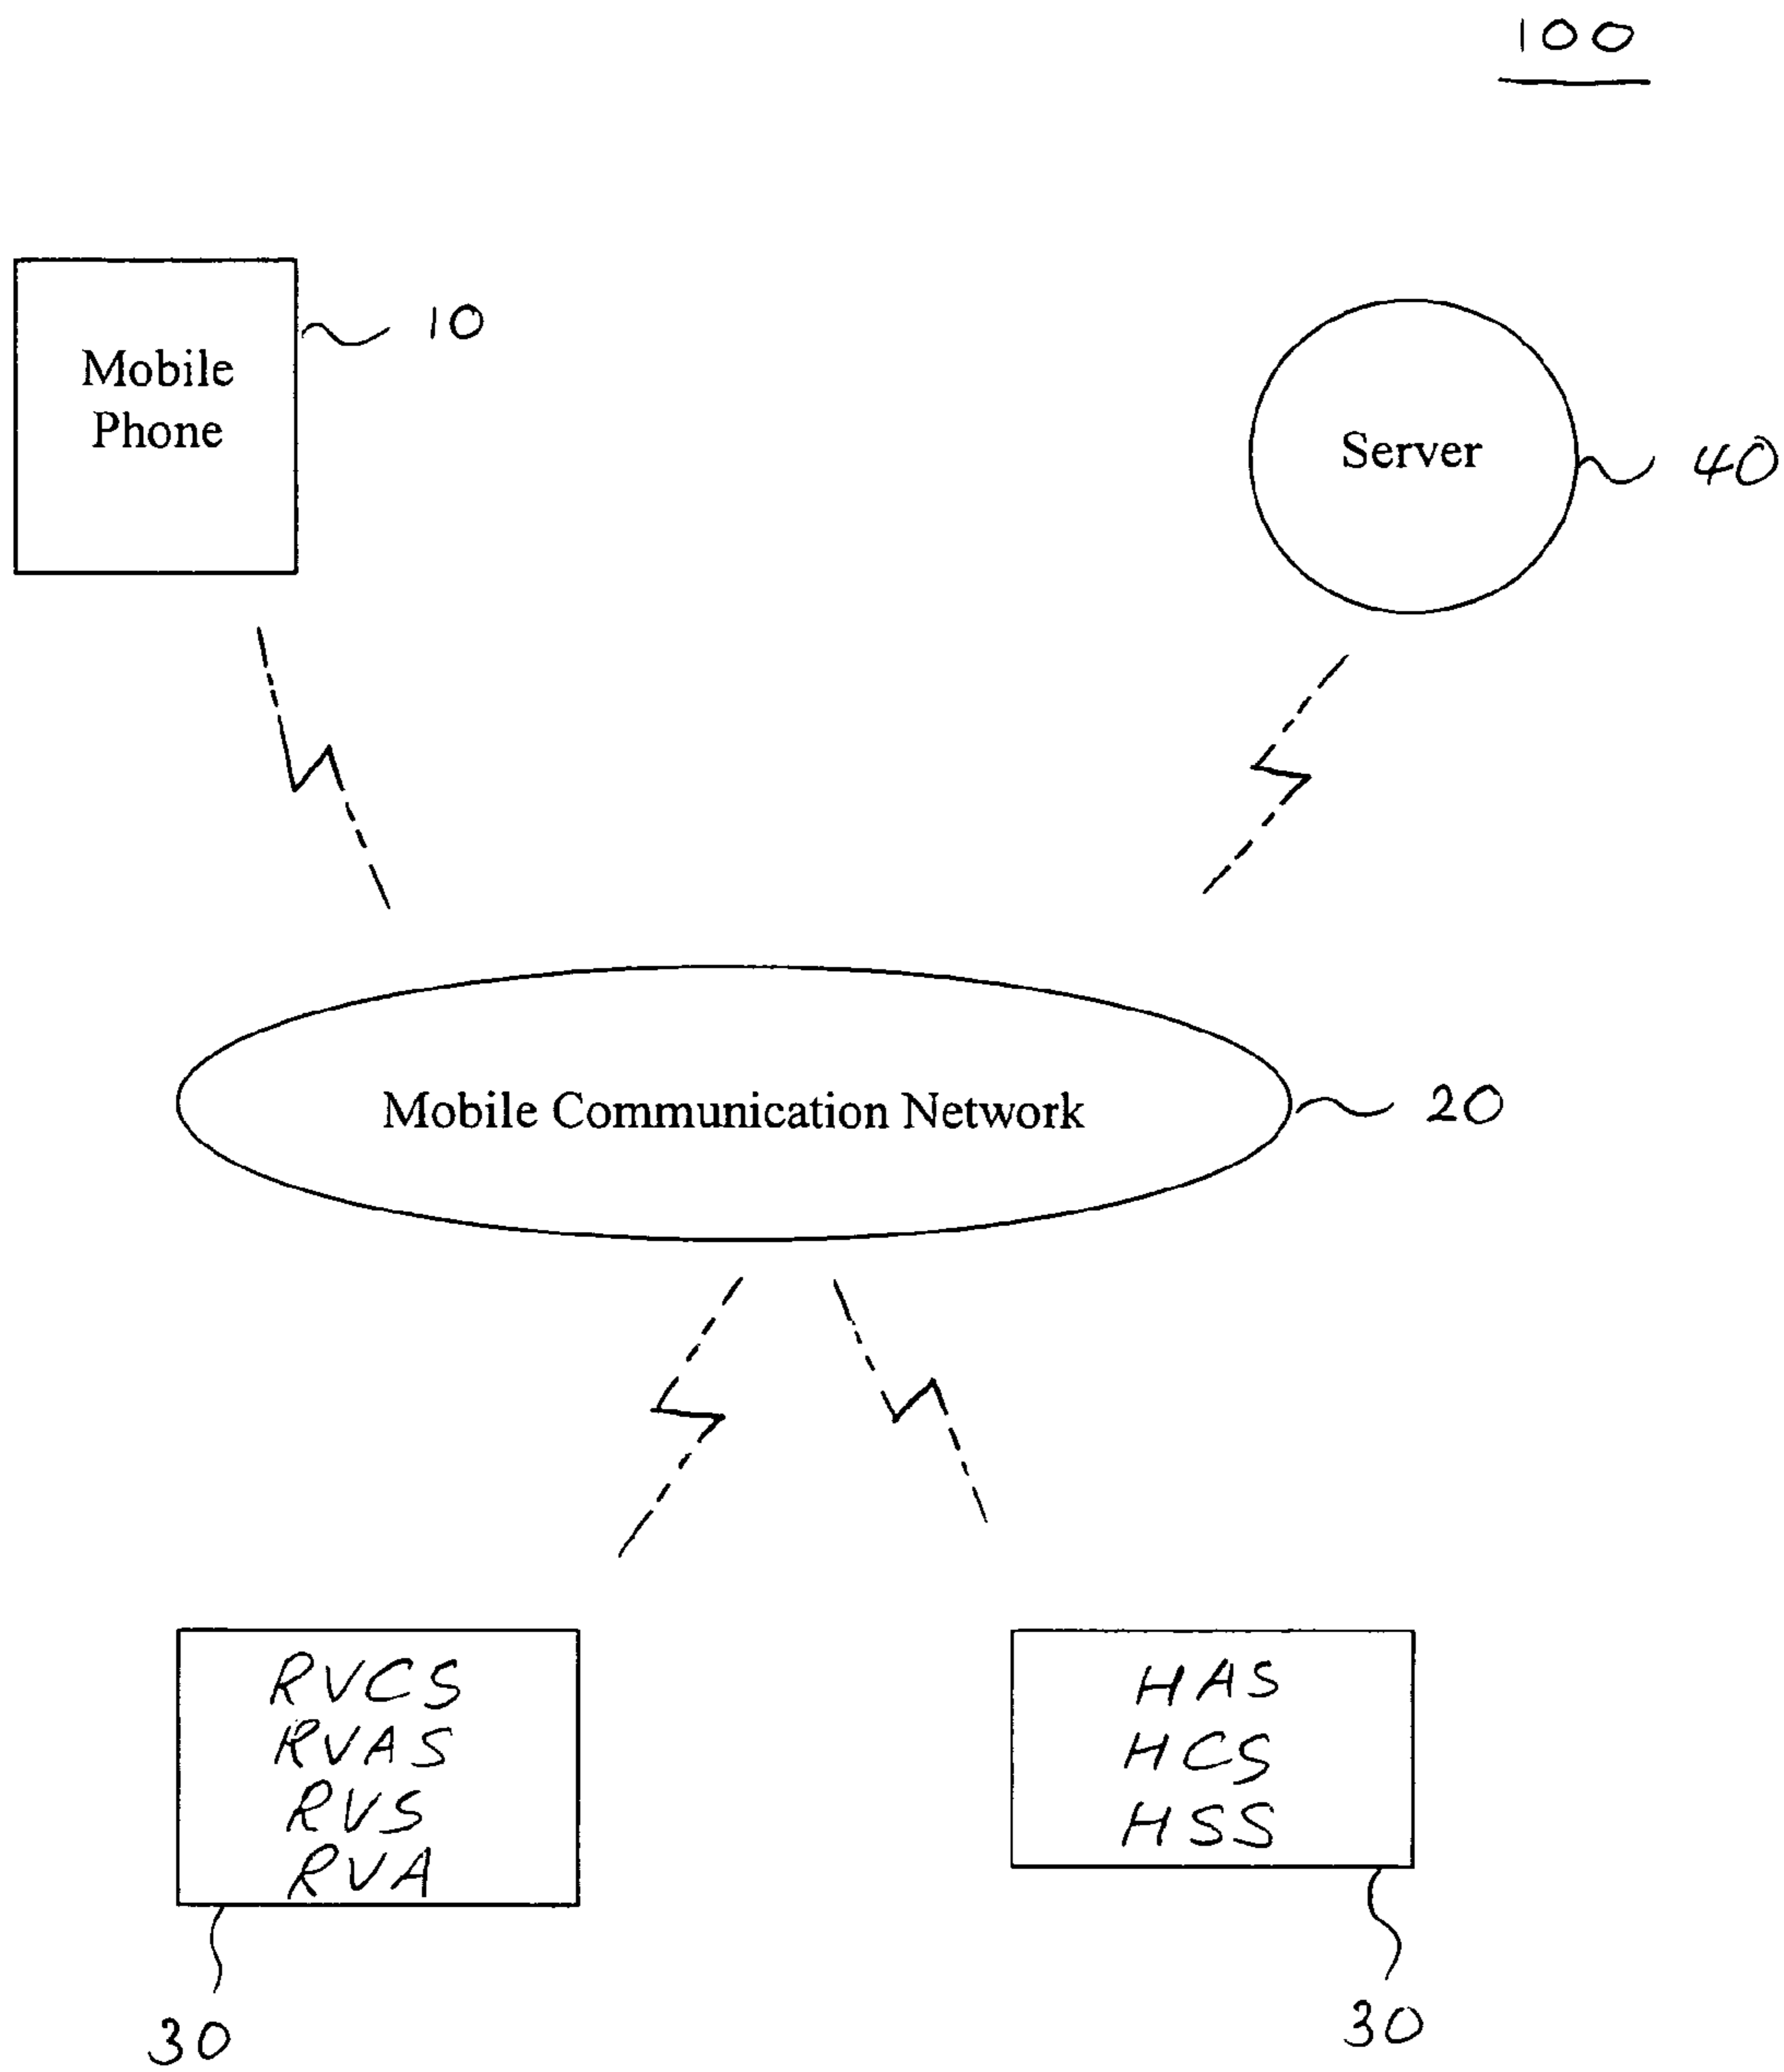 100
Mobile
Phone
10
Server
40
Mobile Communication Network
20
RVCS
RVAS
RVS
RVA
30
HAS
HCS
HSS
30